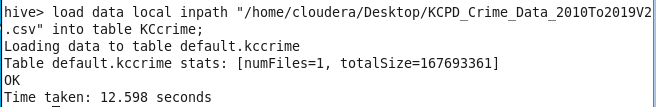 hive> load data local inpath "/home/cloudera/Desktop/KCPD_Crime_Data_2010To2019V2
.csv" into table KCcrime;
Loading data to table default.kccrime
Table default.kccrime stats: [numFiles=1, totalSize=167693361]
OK
Time taken: 12.598 seconds